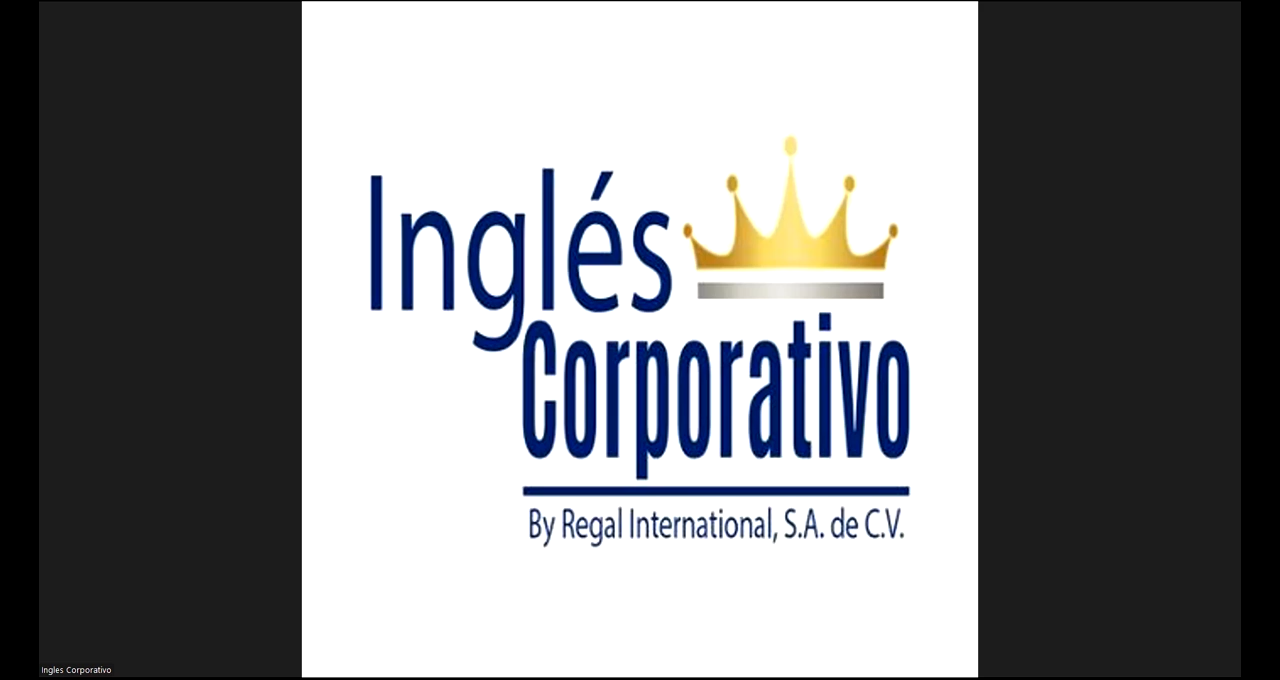 Inglés
Corporativo
By Regal International, S.A. de C.V.
Ingles Corporativo